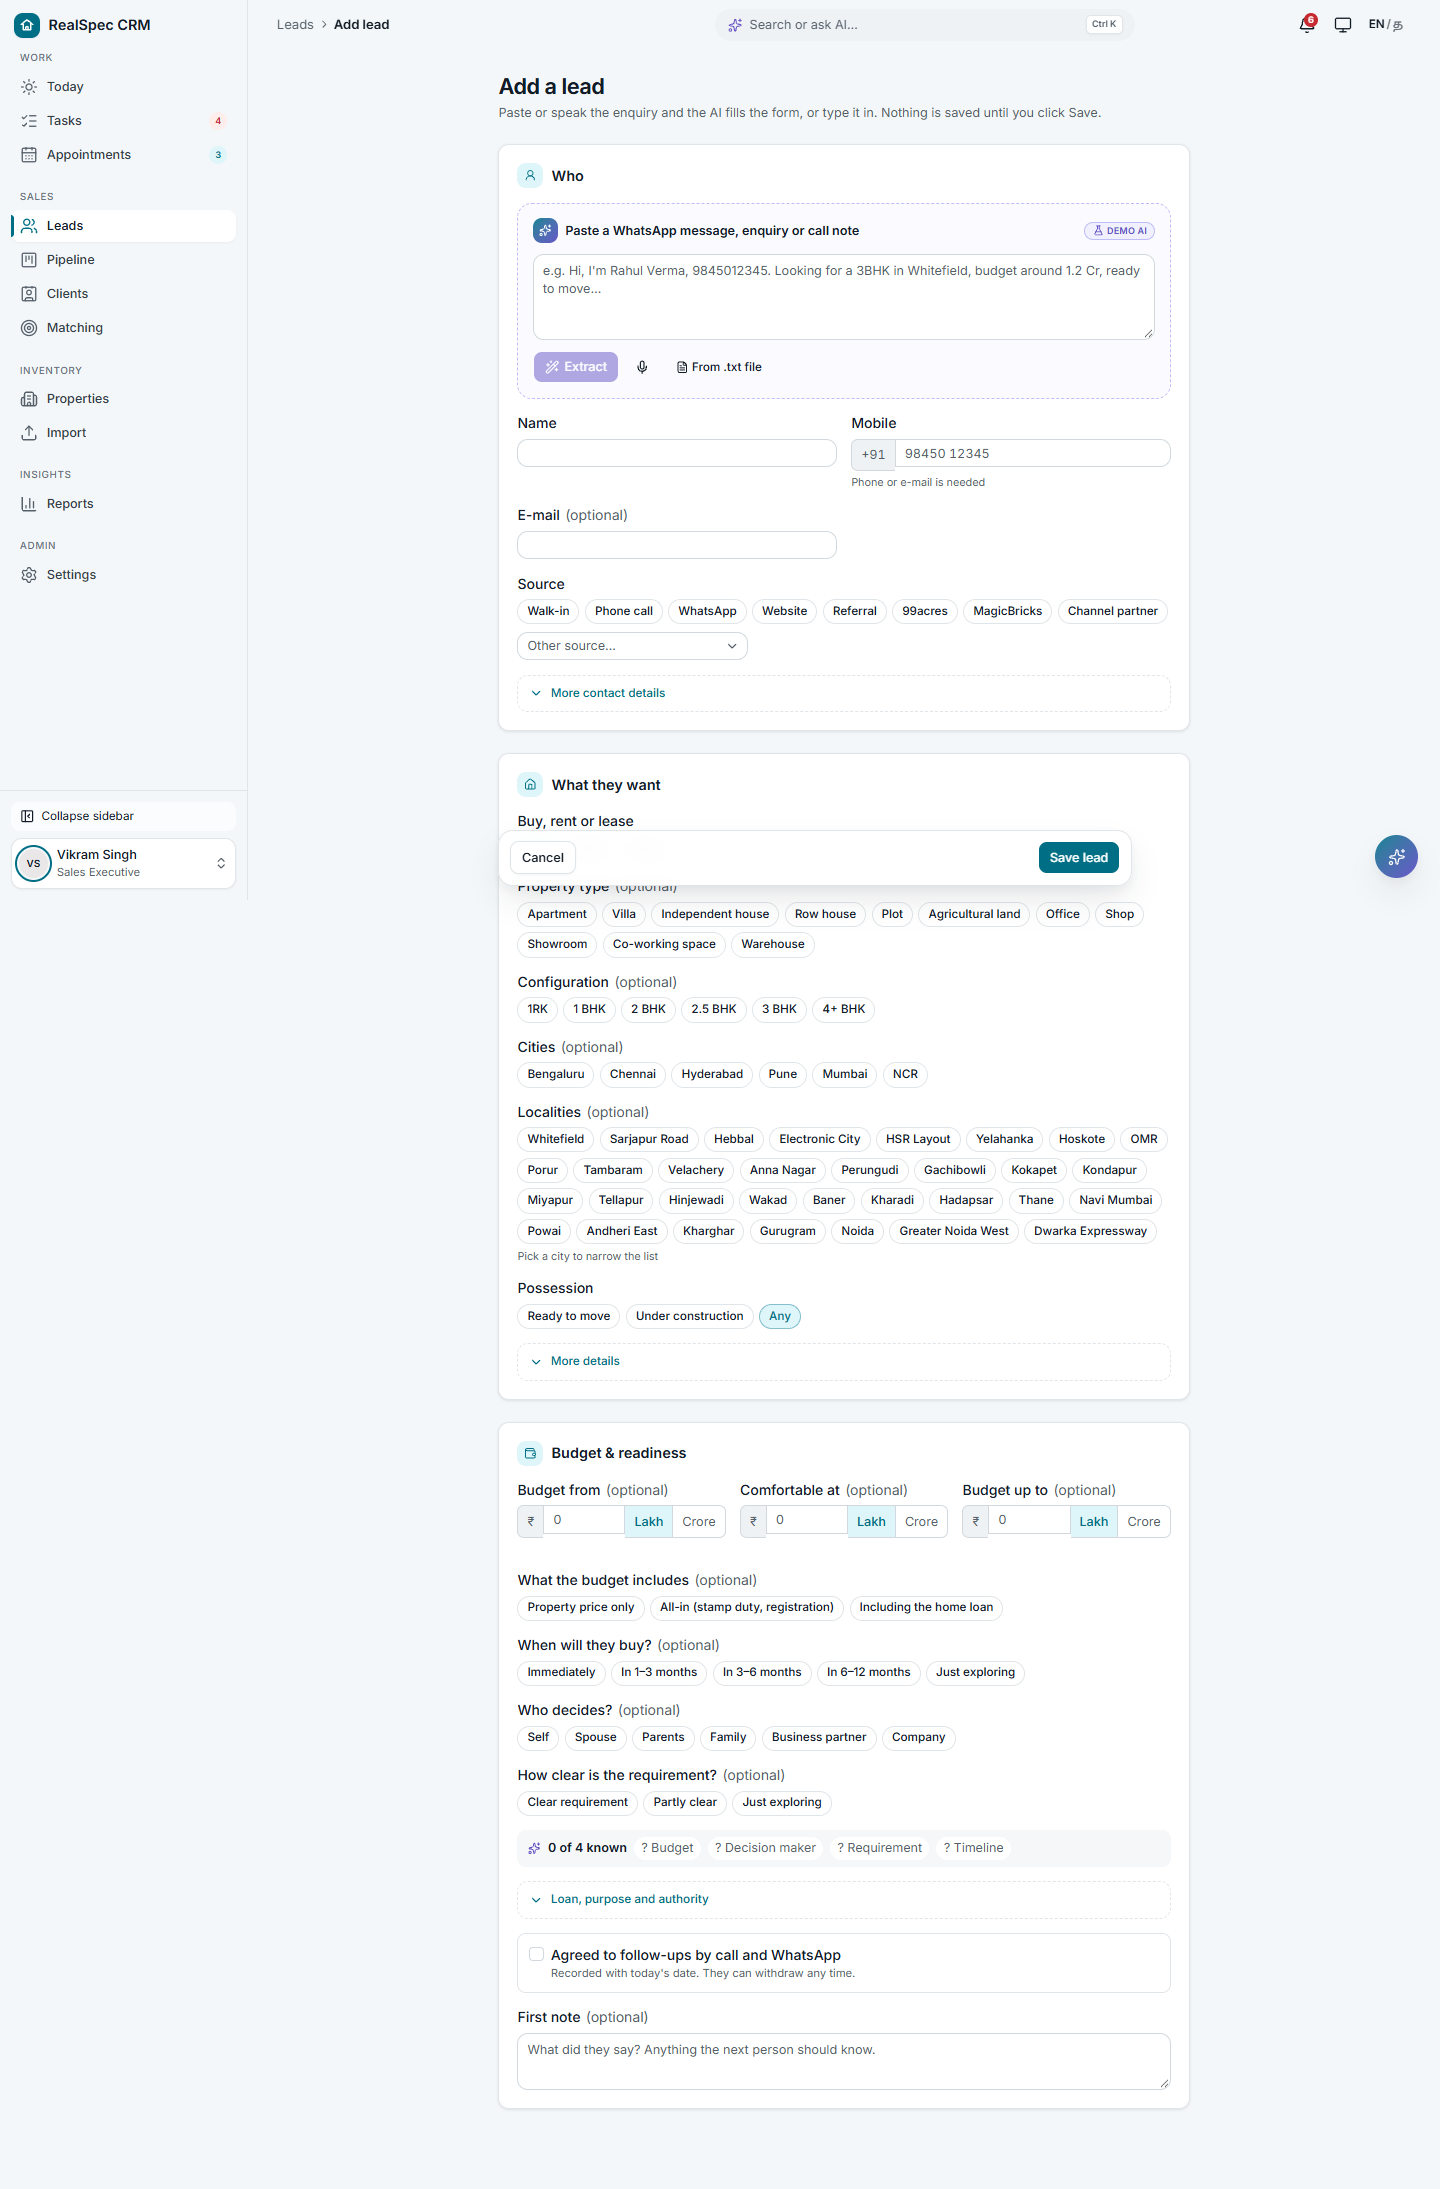 RealSpec CRM
Leads > Add lead
Search or ask AI...
Ctrl K
6
EN / த
WORK
Today
Tasks 4
Appointments 3
SALES
Leads
Pipeline
Clients
Matching
INVENTORY
Properties
Import
INSIGHTS
Reports
ADMIN
Settings
Collapse sidebar
VS
Vikram Singh
Sales Executive
Add a lead
Paste or speak the enquiry and the AI fills the form, or type it in. Nothing is saved until you click Save.
Who
Paste a WhatsApp message, enquiry or call note
DEMO AI
e.g. Hi, I'm Rahul Verma, 9845012345. Looking for a 3BHK in Whitefield, budget around 1.2 Cr, ready
to move...
Extract
From .txt file
Name
Mobile
+91 98450 12345
Phone or e-mail is needed
E-mail (optional)
Source
Walk-in Phone call WhatsApp Website Referral 99acres MagicBricks Channel partner
Other source...
More contact details
What they want
Buy, rent or lease
Cancel
Save lead
Property type (optional)
Apartment Villa Independent house Row house Plot Agricultural land Office Shop
Showroom Co-working space Warehouse
Configuration (optional)
1RK 1 BHK 2 BHK 2.5 BHK 3 BHK 4+ BHK
Cities (optional)
Bengaluru Chennai Hyderabad Pune Mumbai NCR
Localities (optional)
Whitefield Sarjapur Road Hebbal Electronic City HSR Layout Yelahanka Hoskote OMR
Porur Tambaram Velachery Anna Nagar Perungudi Gachibowli Kokapet Kondapur
Miyapur Tellapur Hinjewadi Wakad Baner Kharadi Hadapsar Thane Navi Mumbai
Powai Andheri East Kharghar Gurugram Noida Greater Noida West Dwarka Expressway
Pick a city to narrow the list
Possession
Ready to move Under construction Any
More details
Budget & readiness
Budget from (optional) Comfortable at (optional) Budget up to (optional)
₹ 0 Lakh Crore ₹ 0 Lakh Crore ₹ 0 Lakh Crore
What the budget includes (optional)
Property price only All-in (stamp duty, registration) Including the home loan
When will they buy? (optional)
Immediately In 1–3 months In 3–6 months In 6–12 months Just exploring
Who decides? (optional)
Self Spouse Parents Family Business partner Company
How clear is the requirement? (optional)
Clear requirement Partly clear Just exploring
0 of 4 known ? Budget ? Decision maker ? Requirement ? Timeline
Loan, purpose and authority
Agreed to follow-ups by call and WhatsApp
Recorded with today's date. They can withdraw any time.
First note (optional)
What did they say? Anything the next person should know.